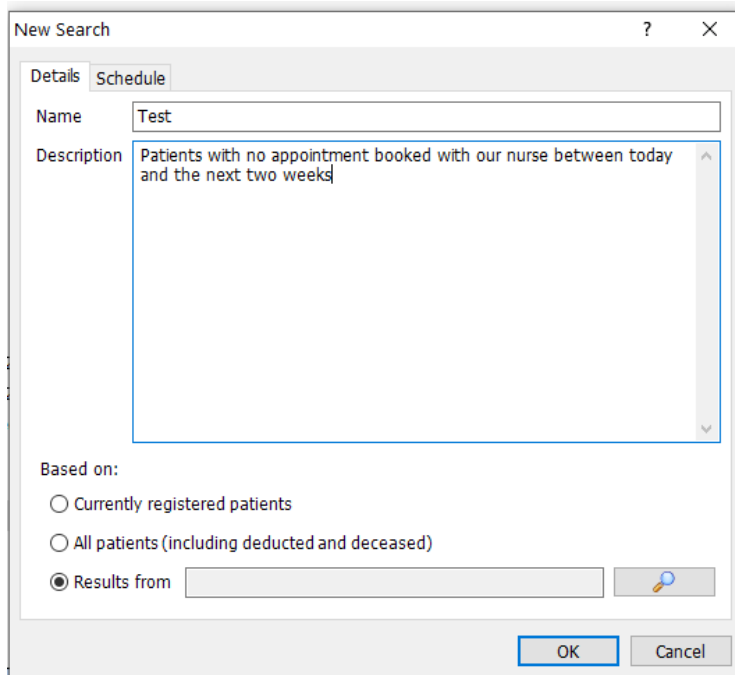 New Search
?
Details Schedule
Name Test
Description Patients with no appointment booked with our nurse between today
and the next two weeks
Based on:
Currently registered patients
All patients (including deducted and deceased)
Results from
OK Cancel